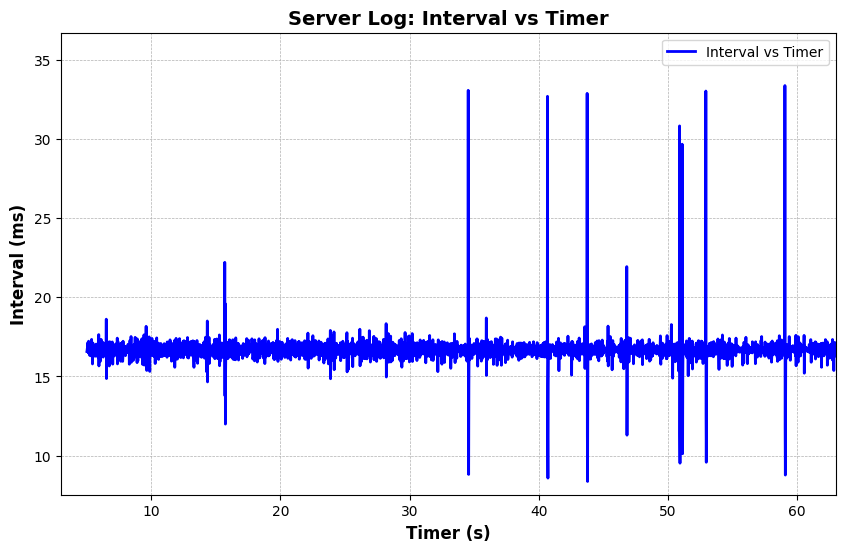 Server Log: Interval vs Timer
Interval vs Timer
35
30
25
20
15
10
Interval (ms)
10 20 30 40 50 60
Timer (s)